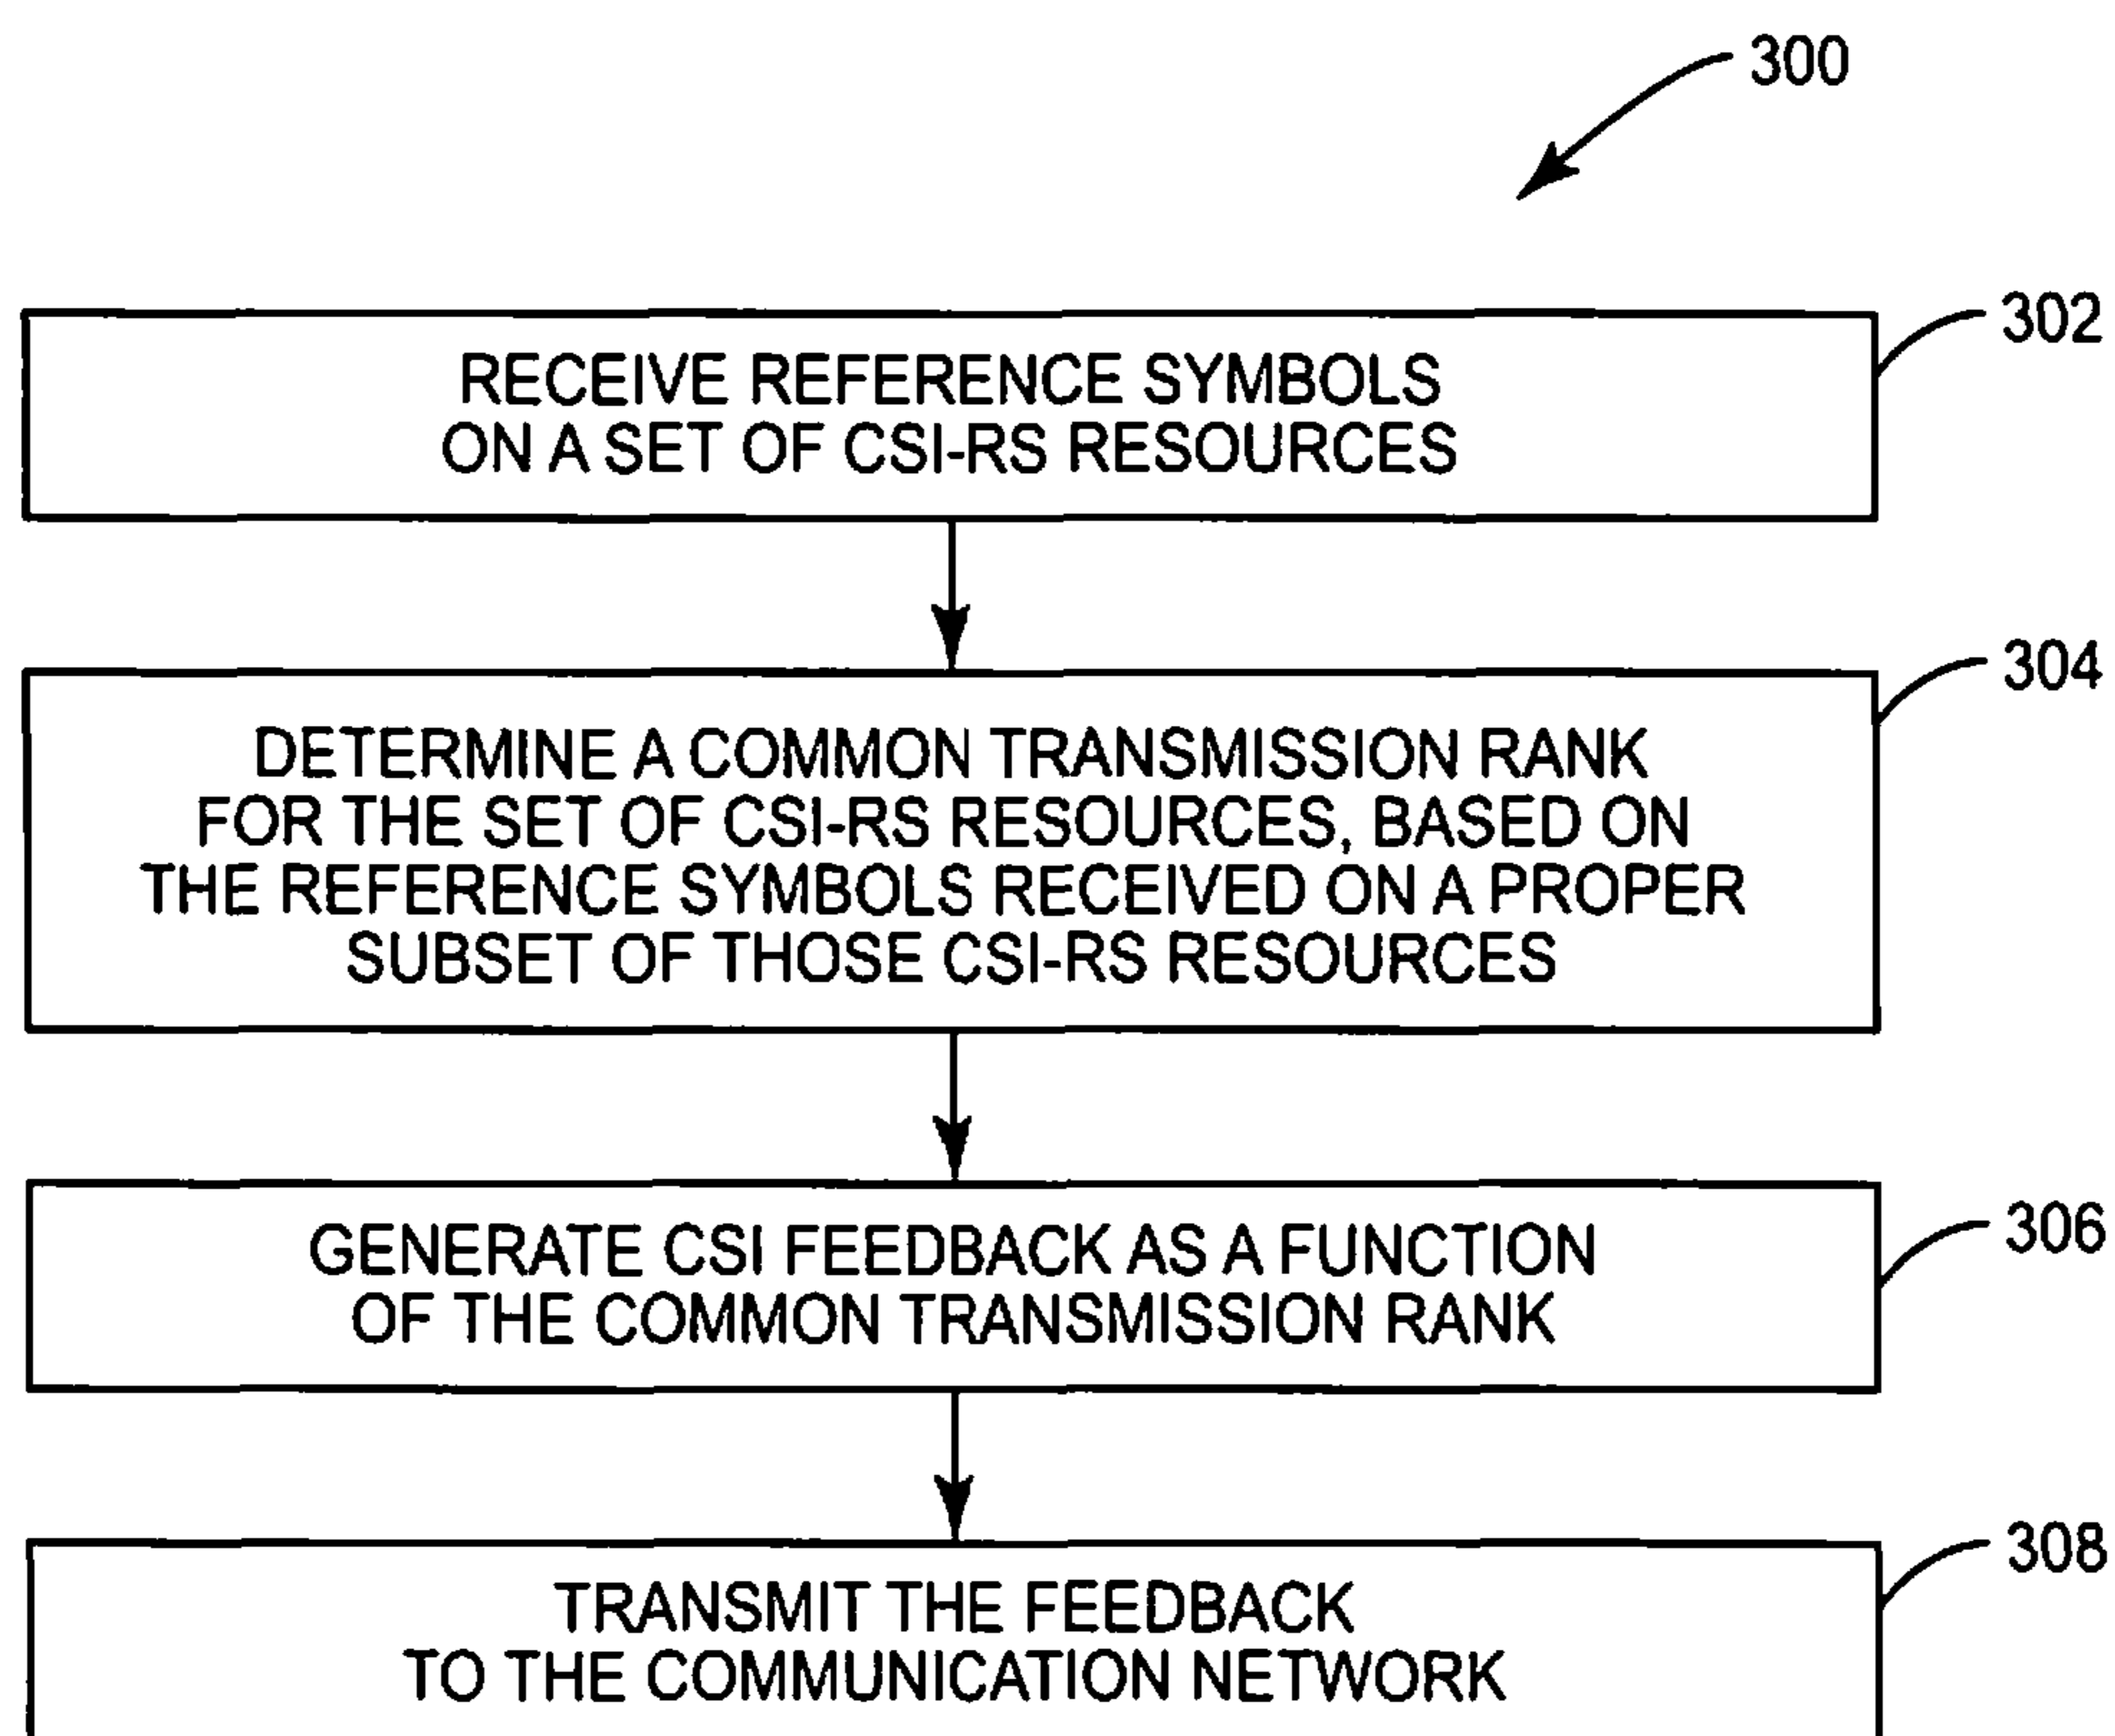 300
302
RECEIVE REFERENCE SYMBOLS
ON A SET OF CSI-RS RESOURCES
304
DETERMINE A COMMON TRANSMISSION RANK
FOR THE SET OF CSI-RS RESOURCES, BASED ON
THE REFERENCE SYMBOLS RECEIVED ON A PROPER
SUBSET OF THOSE CSI-RS RESOURCES
306
GENERATE CSI FEEDBACK AS A FUNCTION
OF THE COMMON TRANSMISSION RANK
308
TRANSMIT THE FEEDBACK
TO THE COMMUNICATION NETWORK